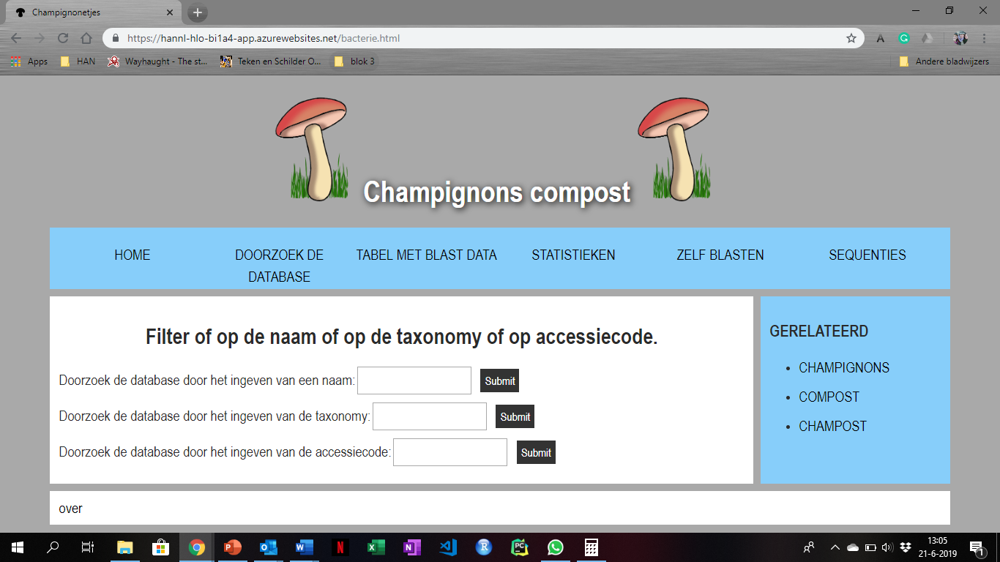 Champignonetjes
https://hannl-hlo-bi1a4-app.azurewebsites.net/bacterie.html
Apps HAN Wayhaught - The st... Teken en Schilder O... blok 3 Andere bladwijzers
Champignons compost
HOME DOORZOEK DE TABEL MET BLAST DATA STATISTIEKEN ZELF BLASTEN SEQUENTIES
DATABASE
Filter of op de naam of op de taxonomy of op accessiecode.
Doorzoek de database door het ingeven van een naam: Submit
Doorzoek de database door het ingeven van de taxonomy: Submit
Doorzoek de database door het ingeven van de accessiecode: Submit
GERELATEERD
• CHAMPIGNONS
• COMPOST
• CHAMPOST
over
13:05
21-6-2019
1